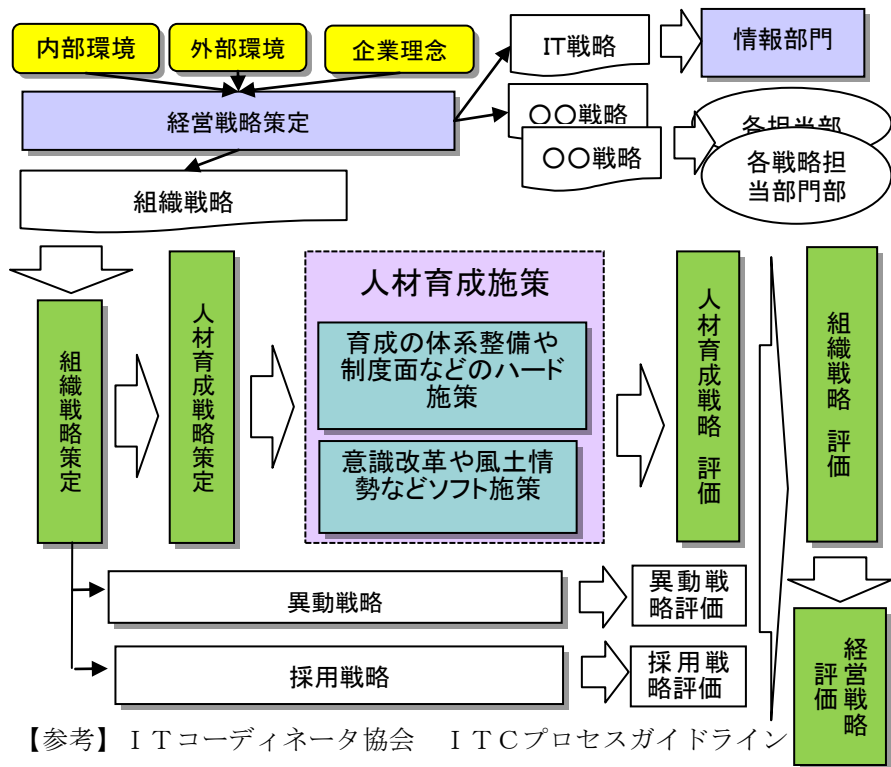 内部環境
外部環境
企業理念
IT戦略
情報部門
経営戦略策定
〇〇戦略
〇〇戦略
各担当部
各戦略担
当部門部
組織戦略
組織戦略策定
人材育成戦略策定
人材育成施策
育成の体系整備や
制度面などのハード
施策
意識改革や風土情
勢などソフト施策
人材育成戦略 評価
組織戦略 評価
異動戦略
異動戦
略評価
採用戦略
採用戦
略評価
経営戦略
評価
【参考】ITコーディネータ協会 ITCプロセスガイドライン